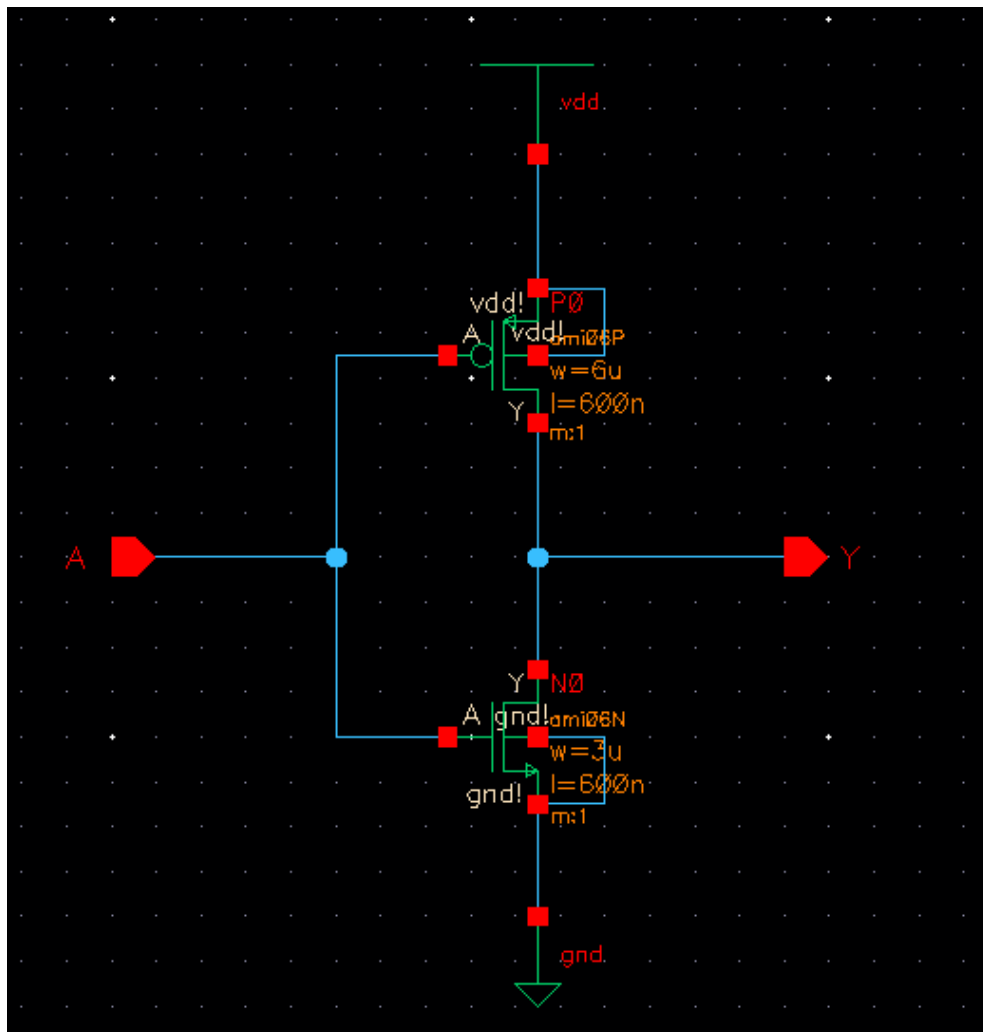 vdd
vdd!
P0
A
vdd!
ami06P
w=6u
Y
l=600n
m:1
A
Y
Y
N0
A
gnd!
ami06N
w=3u
gnd!
l=600n
m:1
gnd